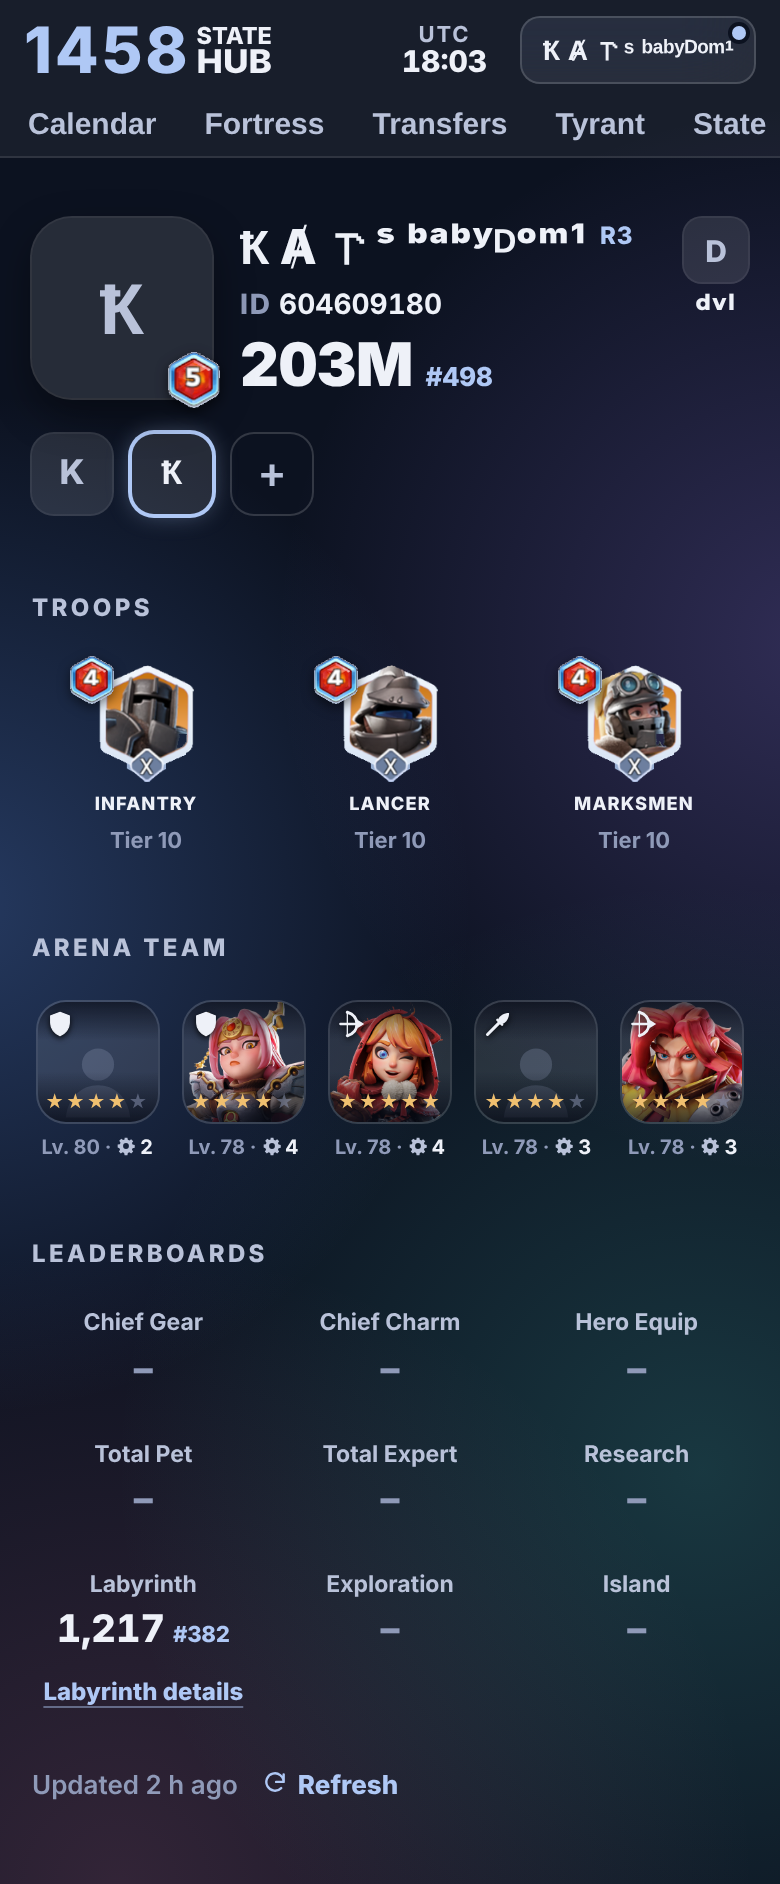 1458 STATE HUB
UTC
18:03
ꀘ Ⱥ ꓄ ˢ babyDom¹
Calendar Fortress Transfers Tyrant State
ꀘ Ⱥ ꓄ ˢ babyDom1 R3
D
dvl
ID 604609180
203M #498
5
K
+
TROOPS
4 4 4
X X X
INFANTRY LANCER MARKSMEN
Tier 10 Tier 10 Tier 10
ARENA TEAM
Lv. 80 · 2 Lv. 78 · 4 Lv. 78 · 4 Lv. 78 · 3 Lv. 78 · 3
LEADERBOARDS
Chief Gear Chief Charm Hero Equip
– – –
Total Pet Total Expert Research
– – –
Labyrinth Exploration Island
1,217 #382 – –
Labyrinth details
Updated 2 h ago Refresh